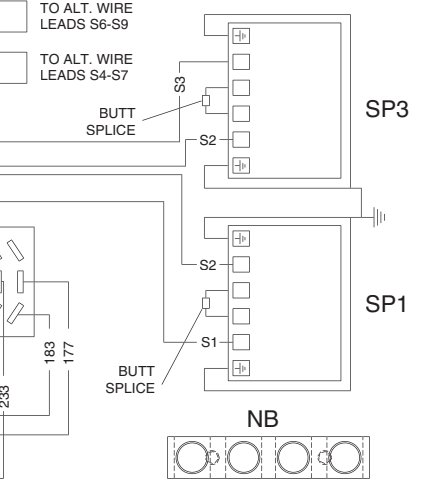 TO ALT. WIRE
LEADS S6-S9
TO ALT. WIRE
LEADS S4-S7
S3
BUTT
SPLICE
SP3
S2
S2
SP1
S1
183
177
BUTT
SPLICE
233
NB